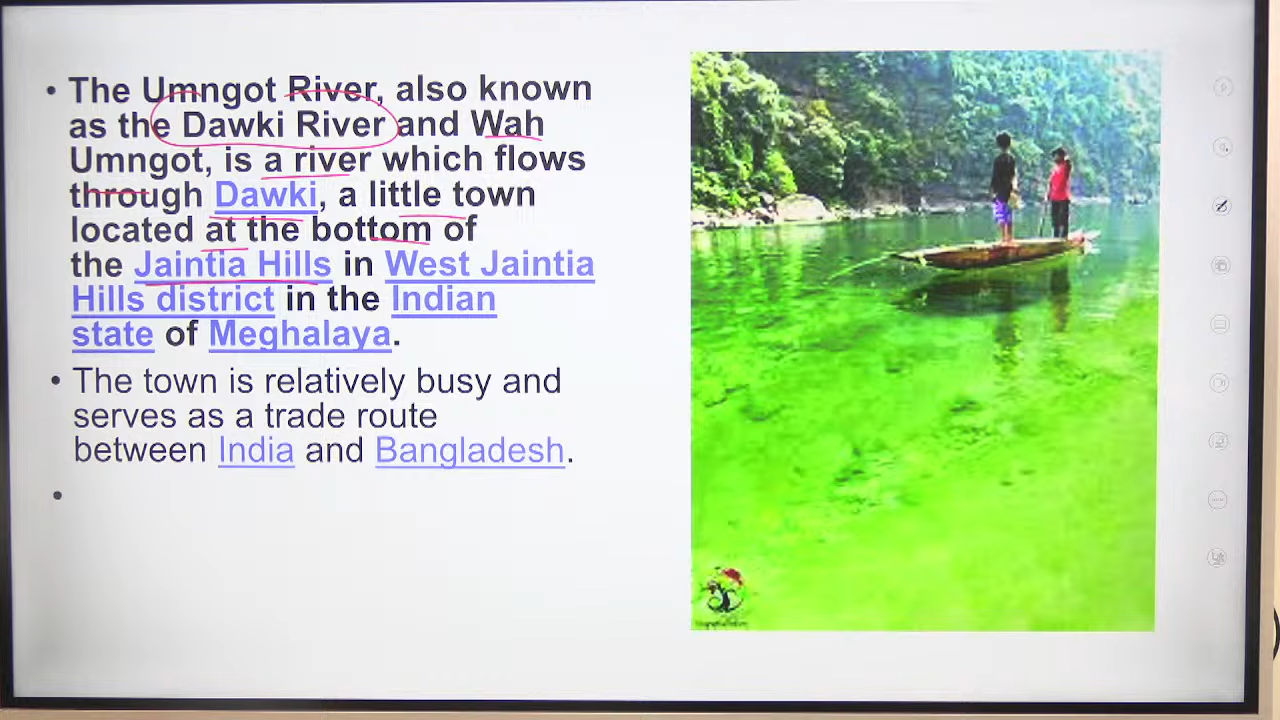 • The Umngot River, also known
as the Dawki River and Wah
Umngot, is a river which flows
through Dawki, a little town
located at the bottom of
the Jaintia Hills in West Jaintia
Hills district in the Indian
state of Meghalaya.
• The town is relatively busy and
serves as a trade route
between India and Bangladesh.
•